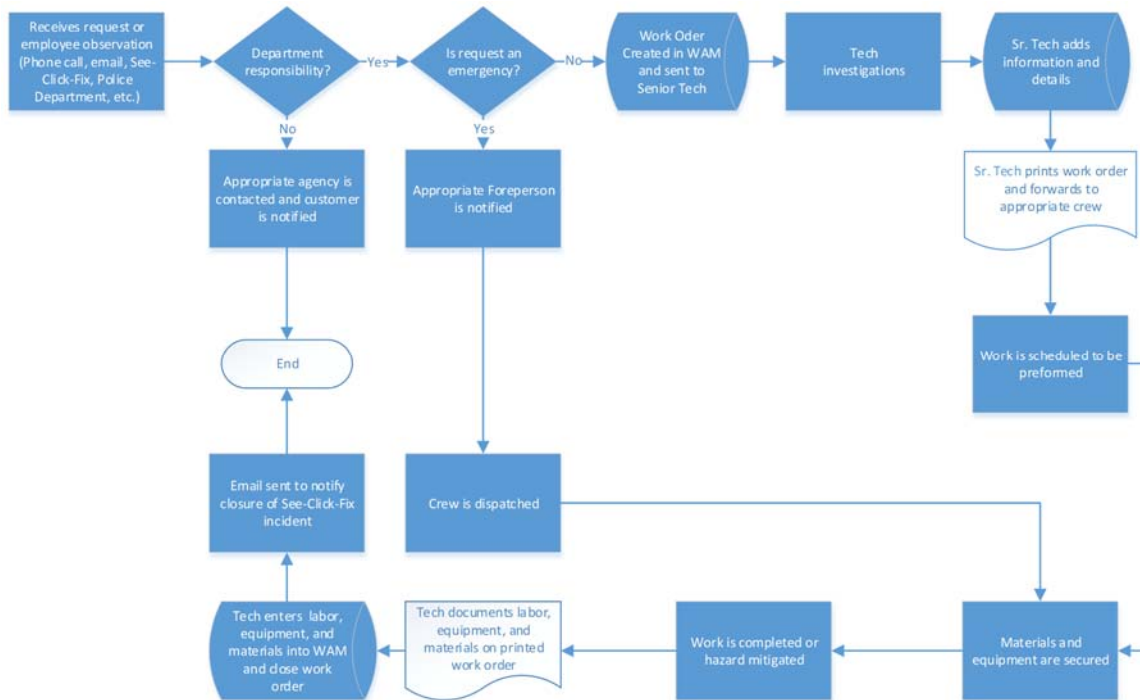 Receives request or
employee observation
(Phone call, email, See-
Click-Fix, Police
Department, etc.)
Department
responsibility?
Yes
Is request an
emergency?
No
Work Oder
Created in WAM
and sent to
Senior Tech
Tech
investigations
Sr. Tech adds
information and
details
No
Yes
Appropriate agency is
contacted and customer
is notified
Appropriate Foreperson
is notified
Sr. Tech prints work order
and forwards to
appropriate crew
End
Work is scheduled to be
preformed
Email sent to notify
closure of See-Click-Fix
incident
Crew is dispatched
Tech enters labor,
equipment, and
materials into WAM
and close work
order
Tech documents labor,
equipment, and
materials on printed
work order
Work is completed or
hazard mitigated
Materials and
equipment are secured